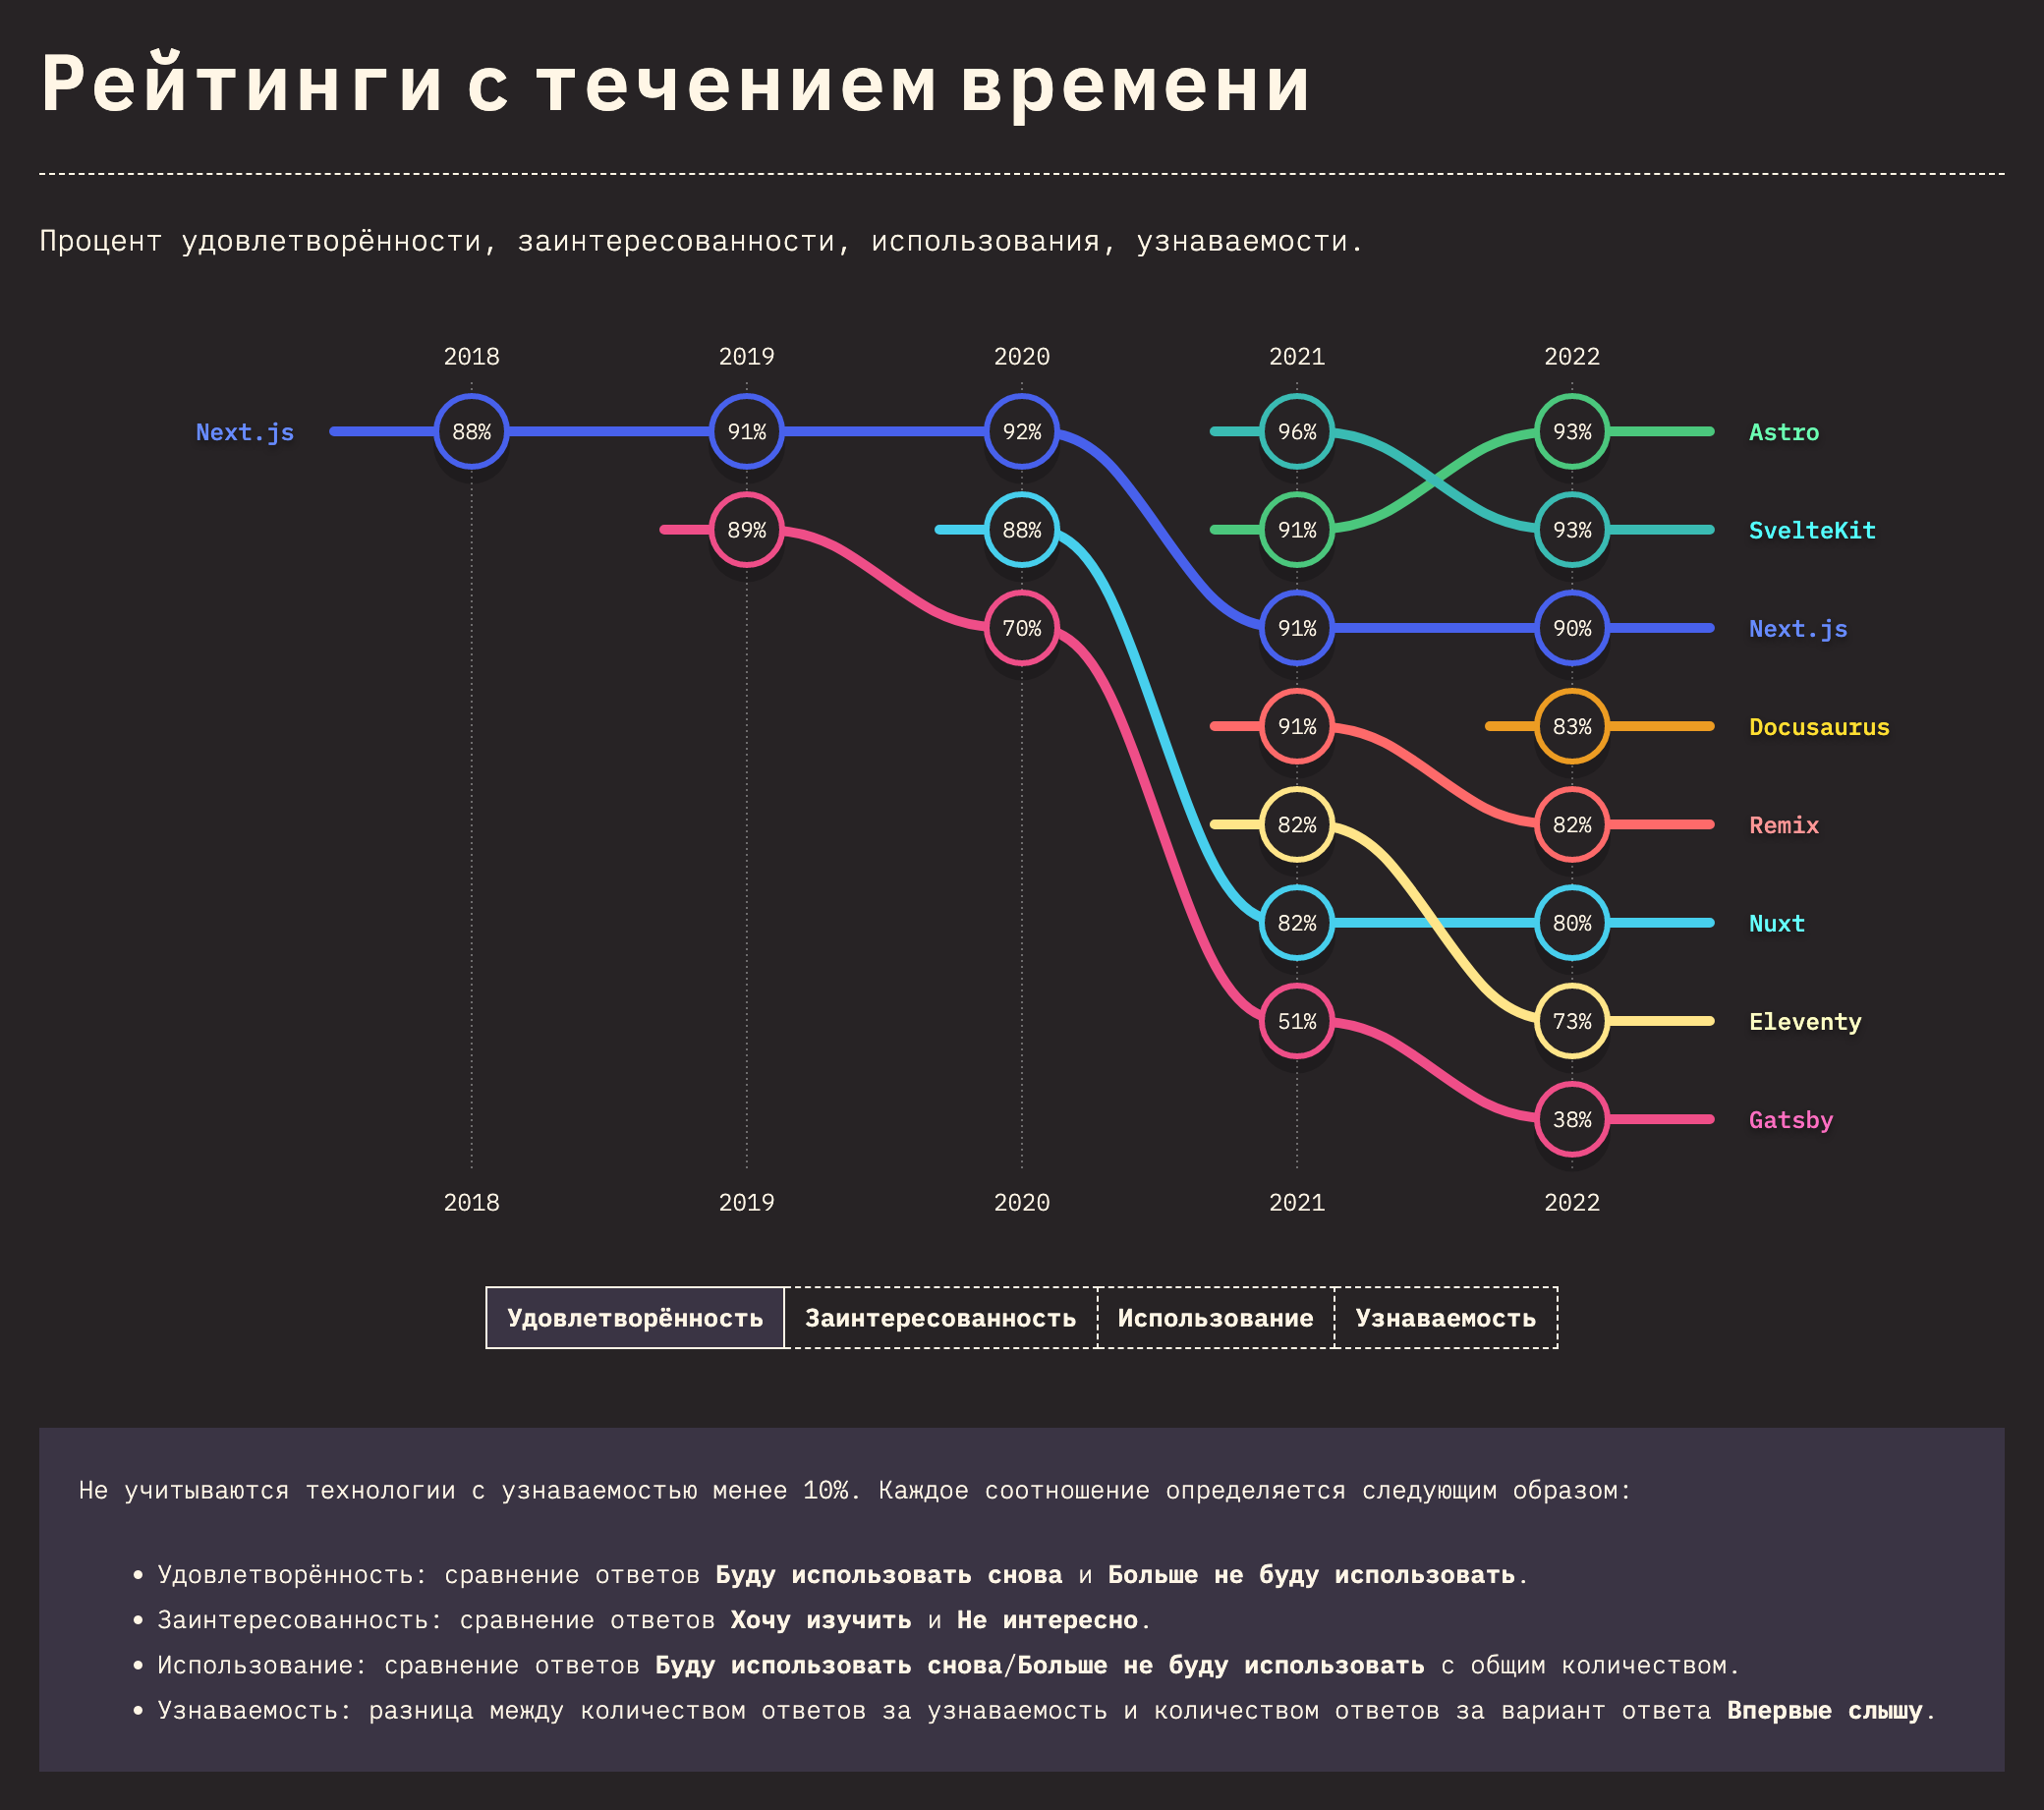 Рейтинги с течением времени
Процент удовлетворённости, заинтересованности, использования, узнаваемости.
2018 2019 2020 2021 2022
Next.js 88% 91% 92% 96% 93% Astro
89% 88% 91% 93% SvelteKit
70% 91% 90% Next.js
91% 83% Docusaurus
82% 82% Remix
82% 80% Nuxt
51% 73% Eleventy
38% Gatsby
2018 2019 2020 2021 2022
Удовлетворённость Заинтересованность Использование Узнаваемость
Не учитываются технологии с узнаваемостью менее 10%. Каждое соотношение определяется следующим образом:
• Удовлетворённость: сравнение ответов Буду использовать снова и Больше не буду использовать.
• Заинтересованность: сравнение ответов Хочу изучить и Не интересно.
• Использование: сравнение ответов Буду использовать снова/Больше не буду использовать с общим количеством.
• Узнаваемость: разница между количеством ответов за узнаваемость и количеством ответов за вариант ответа Впервые слышу.